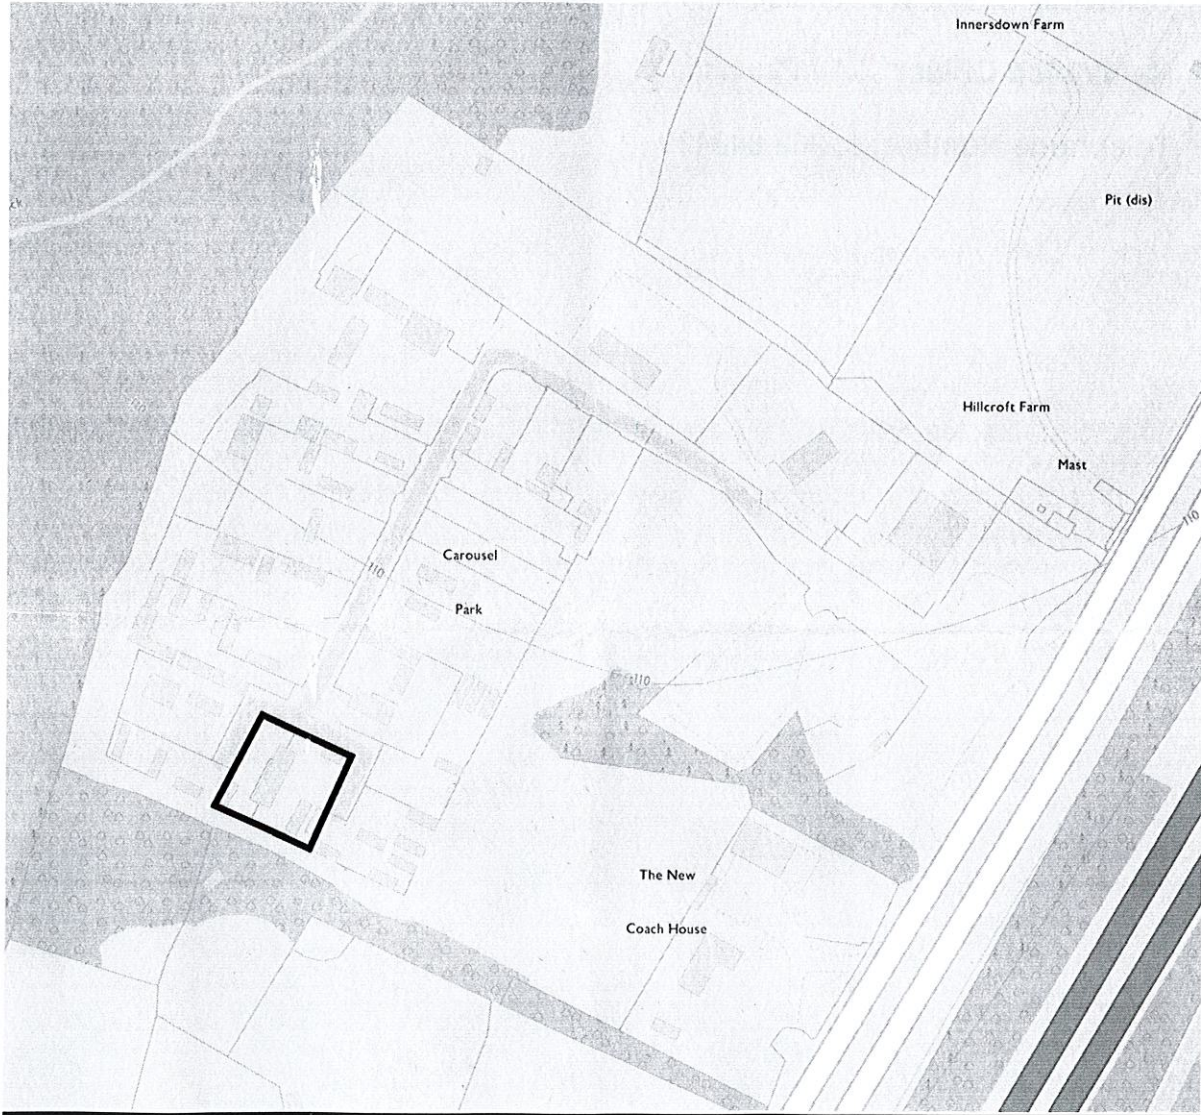 Innersdown Farm
Pit (dis)
Hillcroft Farm
Mast
110
Carousel
110
Park
110
The New
Coach House